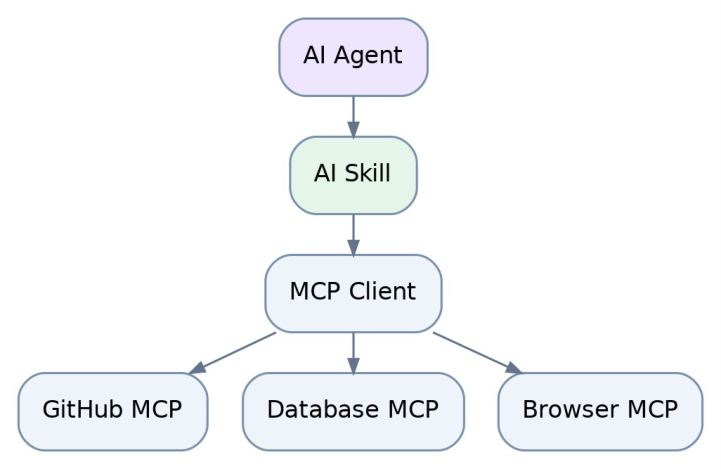 AI Agent
AI Skill
MCP Client
GitHub MCP
Database MCP
Browser MCP